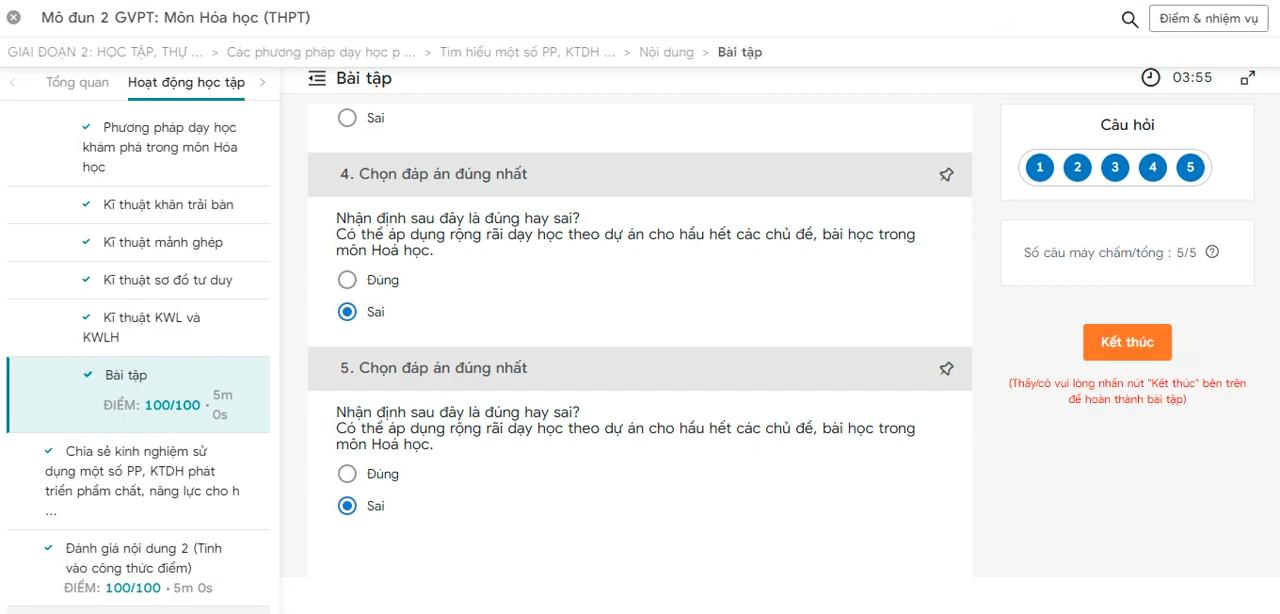 Mô đun 2 GVPT: Môn Hóa học (THPT)
Điểm & nhiệm vụ
GIAI ĐOẠN 2: HỌC TẬP, THỰ ... > Các phương pháp dạy học p ... > Tìm hiểu một số PP, KTDH ... > Nội dung > Bài tập
< Tổng quan Hoạt động học tập >
Bài tập
03:55
Phương pháp dạy học
khám phá trong môn Hóa
học
Kĩ thuật khăn trải bàn
Kĩ thuật mảnh ghép
Kĩ thuật sơ đồ tư duy
Kĩ thuật KWL và
KWLH
Bài tập
ĐIỂM: 100/100 • 5m
0s
Chia sẻ kinh nghiệm sử
dụng một số PP, KTDH phát
triển phẩm chất, năng lực cho h
...
Đánh giá nội dung 2 (Tính
vào công thức điểm)
ĐIỂM: 100/100 • 5m 0s
Sai
4. Chọn đáp án đúng nhất
Nhận định sau đây là đúng hay sai?
Có thể áp dụng rộng rãi dạy học theo dự án cho hầu hết các chủ đề, bài học trong
môn Hoá học.
Đúng
Sai
5. Chọn đáp án đúng nhất
Nhận định sau đây là đúng hay sai?
Có thể áp dụng rộng rãi dạy học theo dự án cho hầu hết các chủ đề, bài học trong
môn Hoá học.
Đúng
Sai
Câu hỏi
1 2 3 4 5
Số câu máy chấm/tổng : 5/5 ?
Kết thúc
(Thầy/cô vui lòng nhấn nút "Kết thúc" bên trên
để hoàn thành bài tập)